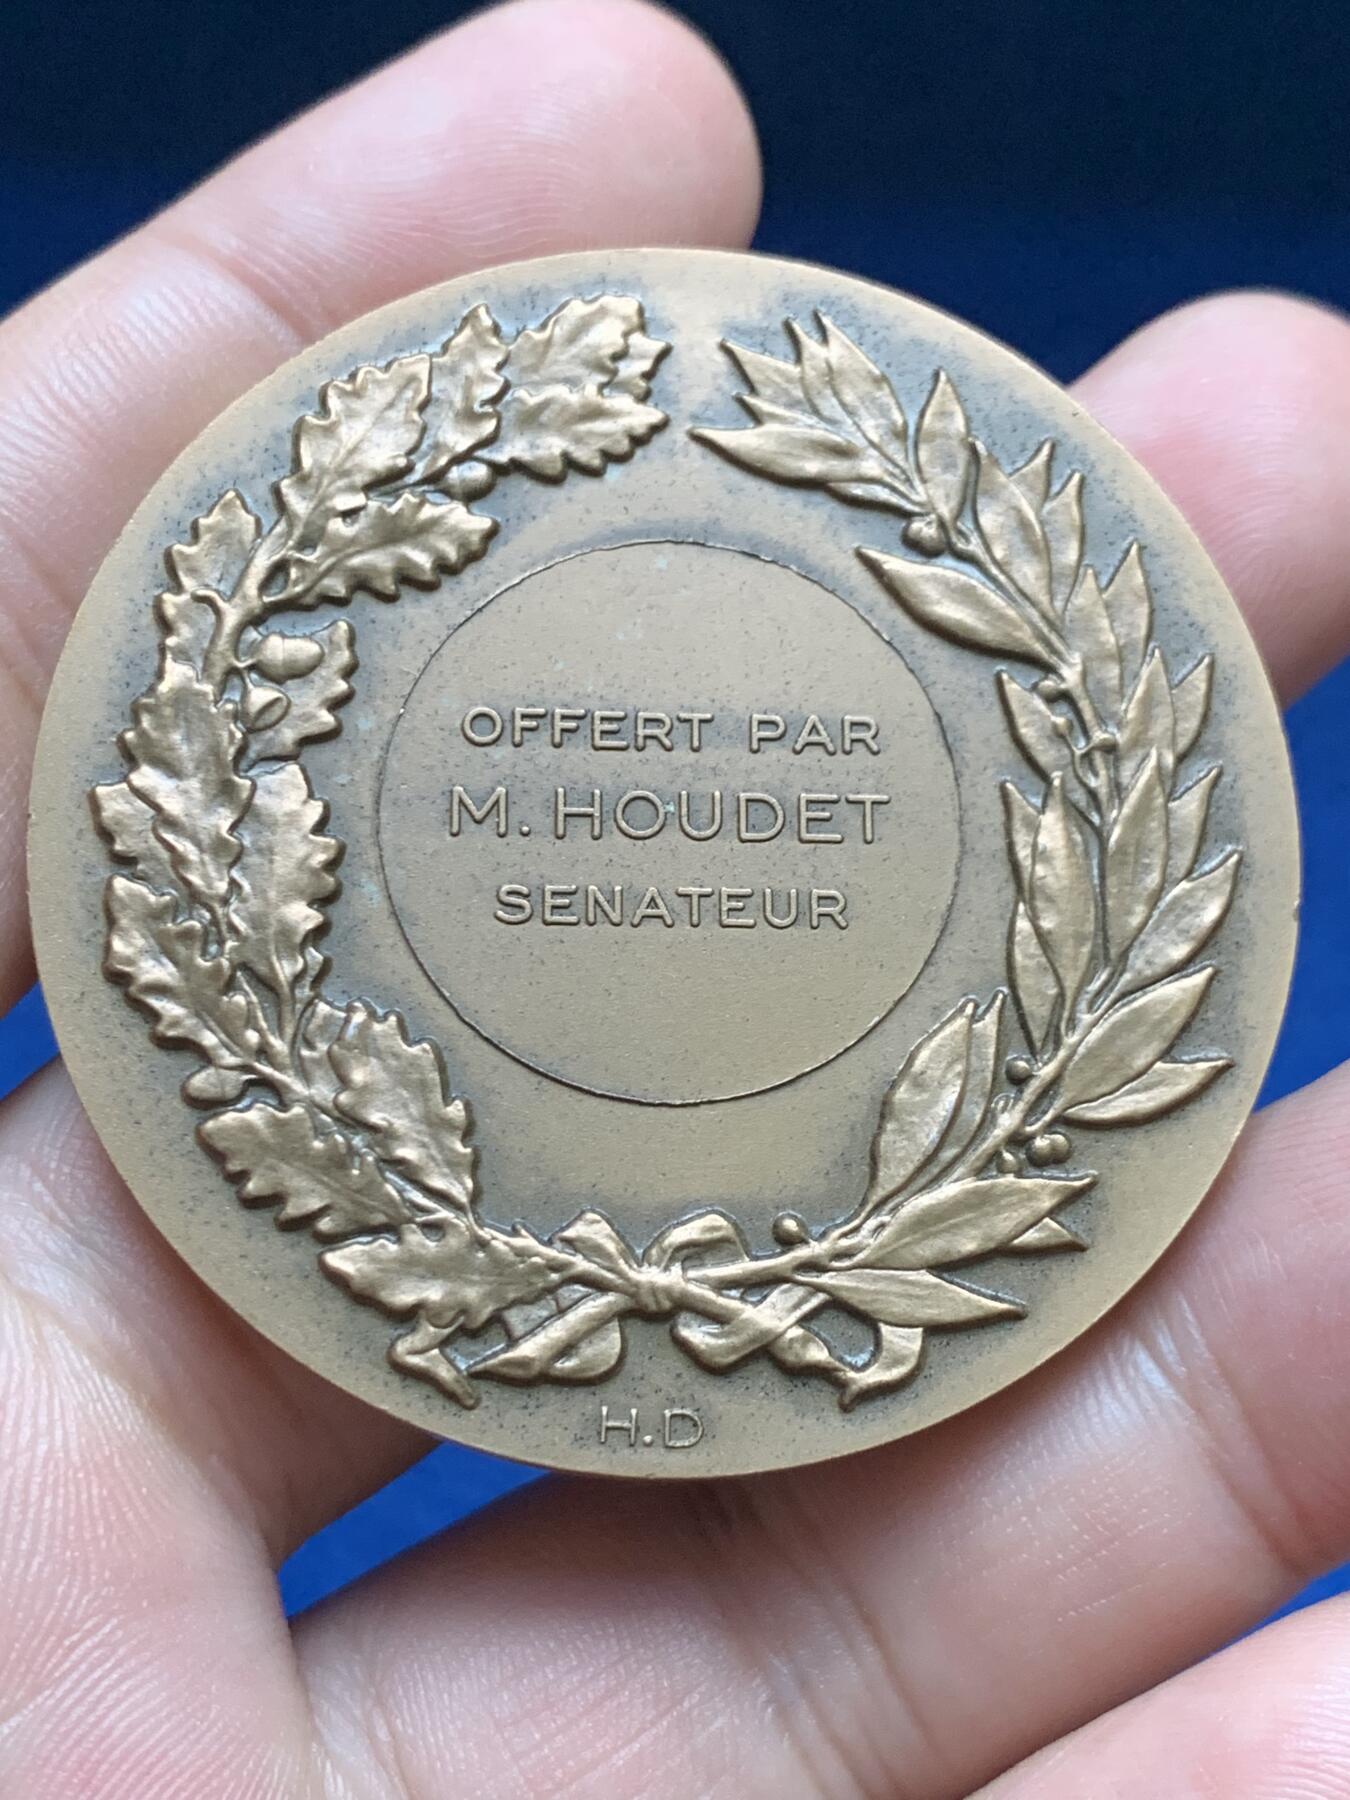 OFFERT PAR
M. HOUDET
SENATEUR
H.D